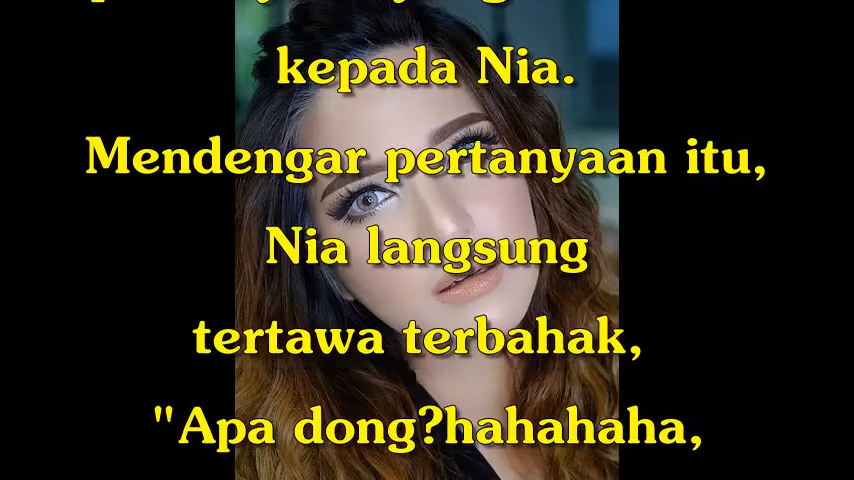 kepada Nia.
Mendengar pertanyaan itu,
Nia langsung
tertawa terbahak,
"Apa dong?hahahaha,